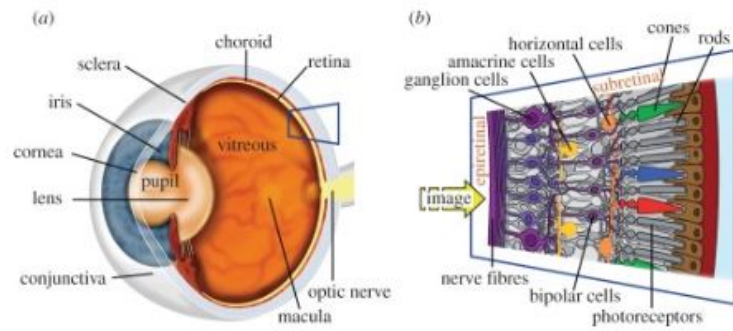 (a)
choroid
sclera
retina
iris
vitreous
cornea
pupil
lens
conjunctiva
optic nerve
macula
(b)
cones
horizontal cells
rods
amacrine cells
ganglion cells
subretinal
epiretinal
image
nerve fibres
bipolar cells
photoreceptors